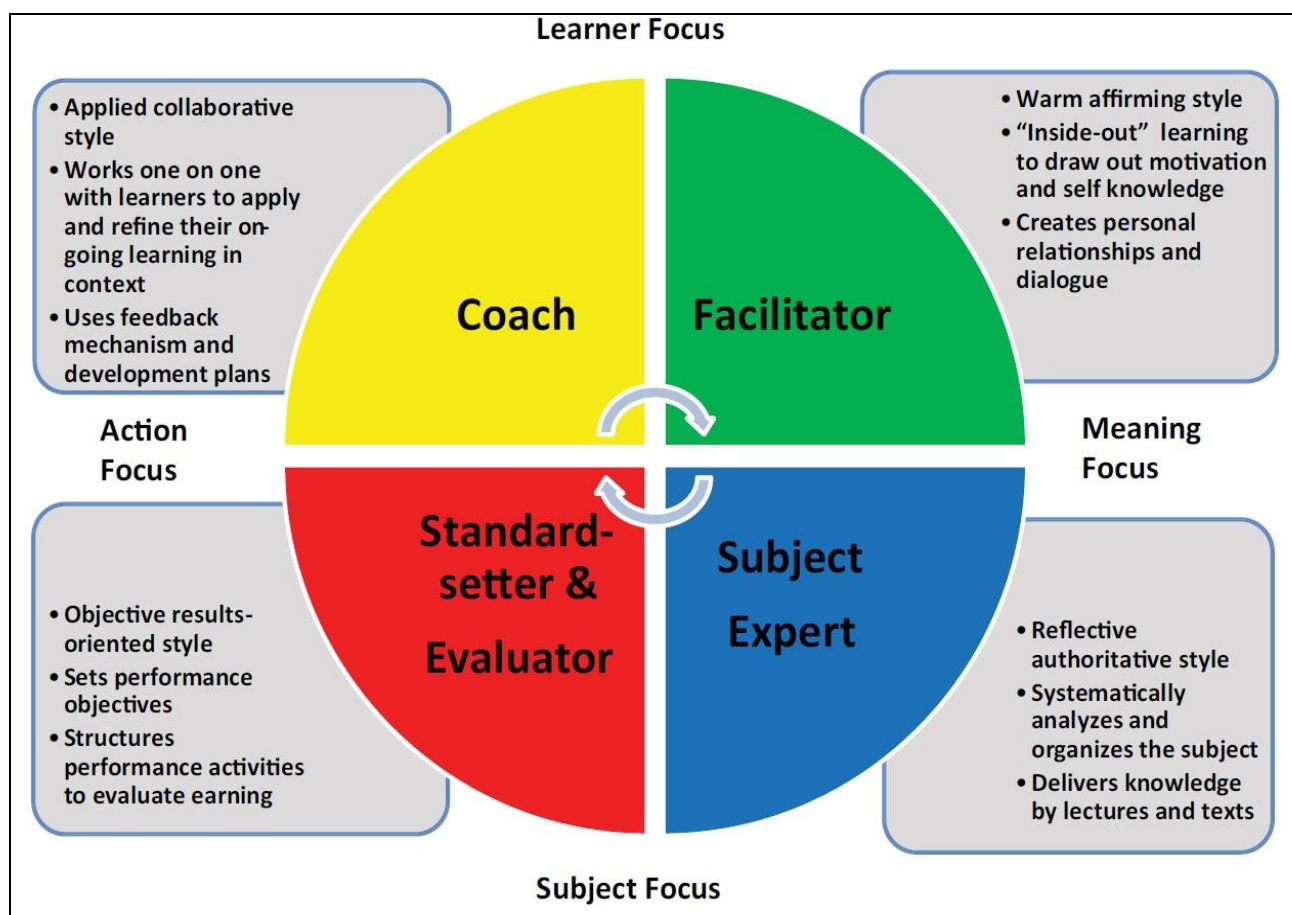 Learner Focus
• Applied collaborative
style
• Works one on one
with learners to apply
and refine their on-
going learning in
context
• Uses feedback
mechanism and
development plans
• Warm affirming style
• “Inside-out” learning
to draw out motivation
and self knowledge
• Creates personal
relationships and
dialogue
Coach
Facilitator
Action
Focus
Meaning
Focus
Standard-
setter &
Evaluator
Subject
Expert
• Objective results-
oriented style
• Sets performance
objectives
• Structures
performance activities
to evaluate earning
• Reflective
authoritative style
• Systematically
analyzes and
organizes the subject
• Delivers knowledge
by lectures and texts
Subject Focus